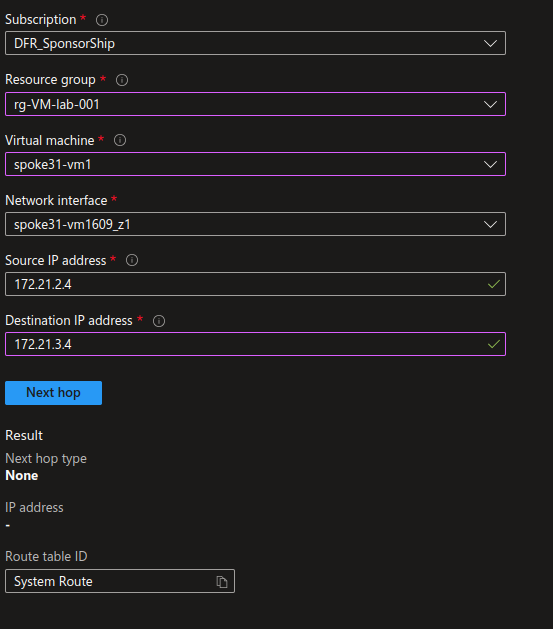 Subscription *
DFR_SponsorShip
Resource group *
rg-VM-lab-001
Virtual machine *
spoke31-vm1
Network interface *
spoke31-vm1609_z1
Source IP address *
172.21.2.4
Destination IP address *
172.21.3.4
Next hop
Result
Next hop type
None
IP address
-
Route table ID
System Route